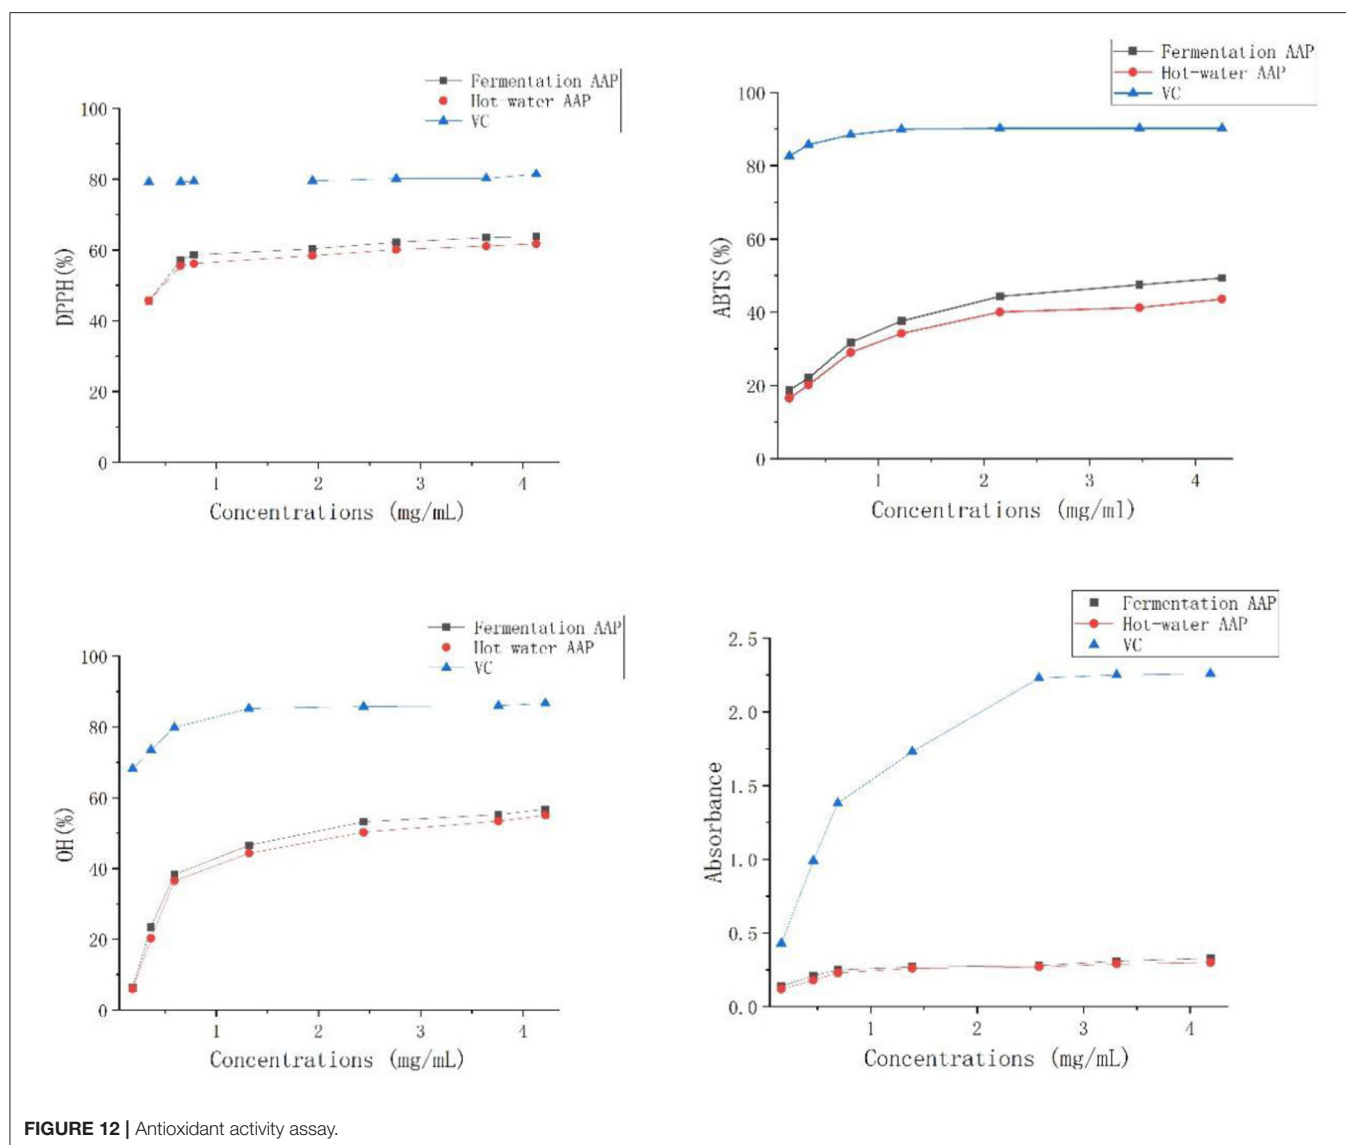 Fermentation AAP
Hot-water AAP
VC
100
80
60
40
20
0
DPPH(%)
1 2 3 4
Concentrations (mg/mL)
Fermentation AAP
Hot-water AAP
VC
100
80
60
40
20
0
ABTS(%)
1 2 3 4
Concentrations (mg/ml)
Fermentation AAP
Hot water AAP
VC
100
80
60
40
20
0
OH(%)
1 2 3 4
Concentrations (mg/mL)
Fermentation AAP
Hot-water AAP
VC
2.5
2.0
1.5
1.0
0.5
0.0
Absorbance
1 2 3 4
Concentrations (mg/mL)
FIGURE 12 | Antioxidant activity assay.